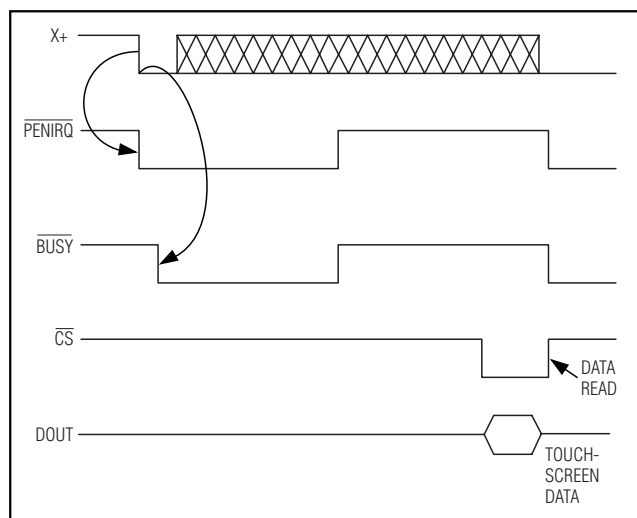 X+
PENIRQ
BUSY
CS
DATA
READ
DOUT
TOUCH-
SCREEN
DATA